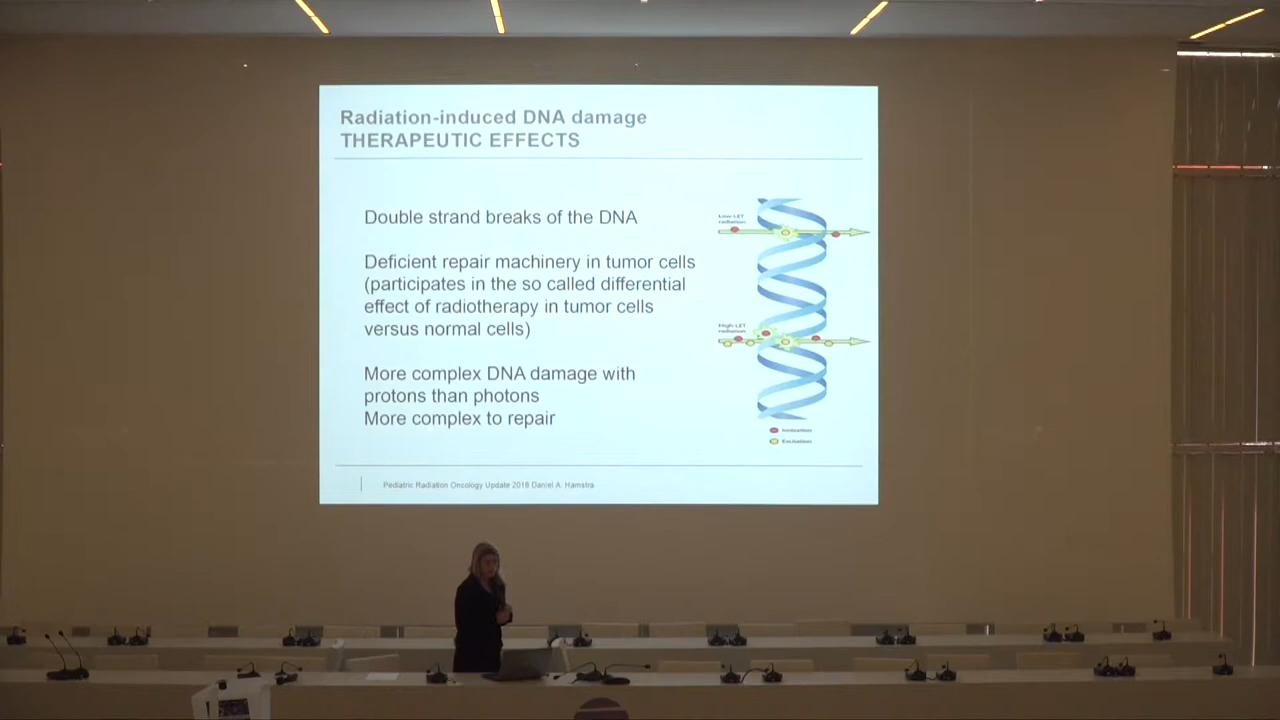 Radiation-induced DNA damage
THERAPEUTIC EFFECTS
Double strand breaks of the DNA
Deficient repair machinery in tumor cells
(participates in the so called differential
effect of radiotherapy in tumor cells
versus normal cells)
More complex DNA damage with
protons than photons
More complex to repair
Low-LET
radiation
High-LET
radiation
Ionization
Excitation
Pediatric Radiation Oncology Update 2018 Daniel A. Hamstra